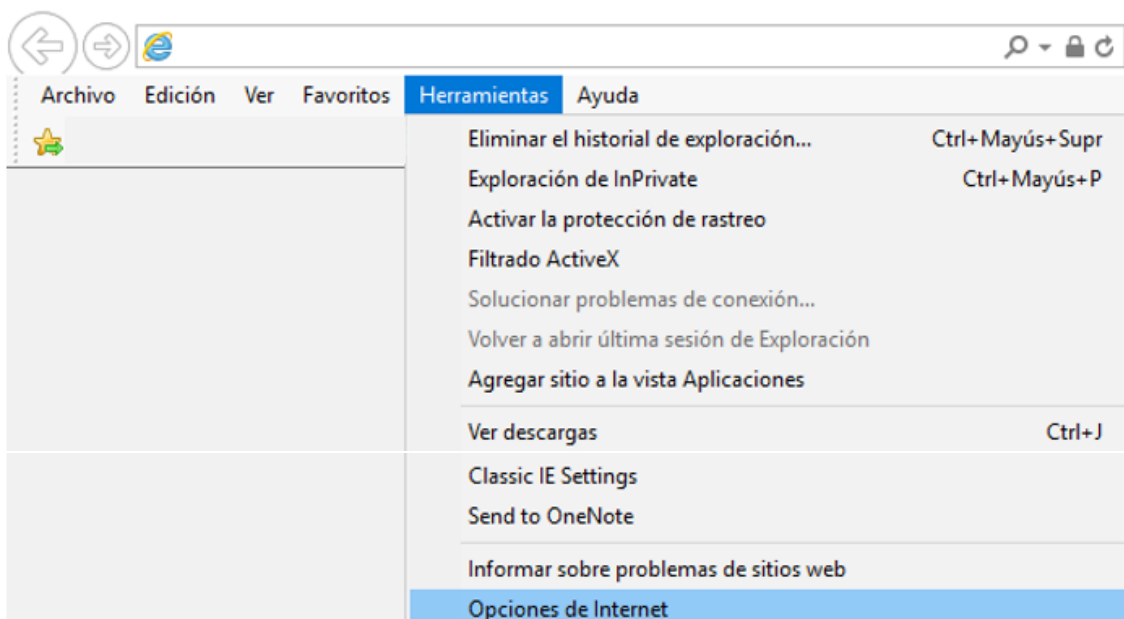 Archivo Edición Ver Favoritos Herramientas Ayuda
Eliminar el historial de exploración... Ctrl+Mayús+Supr
Exploración de InPrivate Ctrl+Mayús+P
Activar la protección de rastreo
Filtrado ActiveX
Solucionar problemas de conexión...
Volver a abrir última sesión de Exploración
Agregar sitio a la vista Aplicaciones
Ver descargas Ctrl+J
Classic IE Settings
Send to OneNote
Informar sobre problemas de sitios web
Opciones de Internet